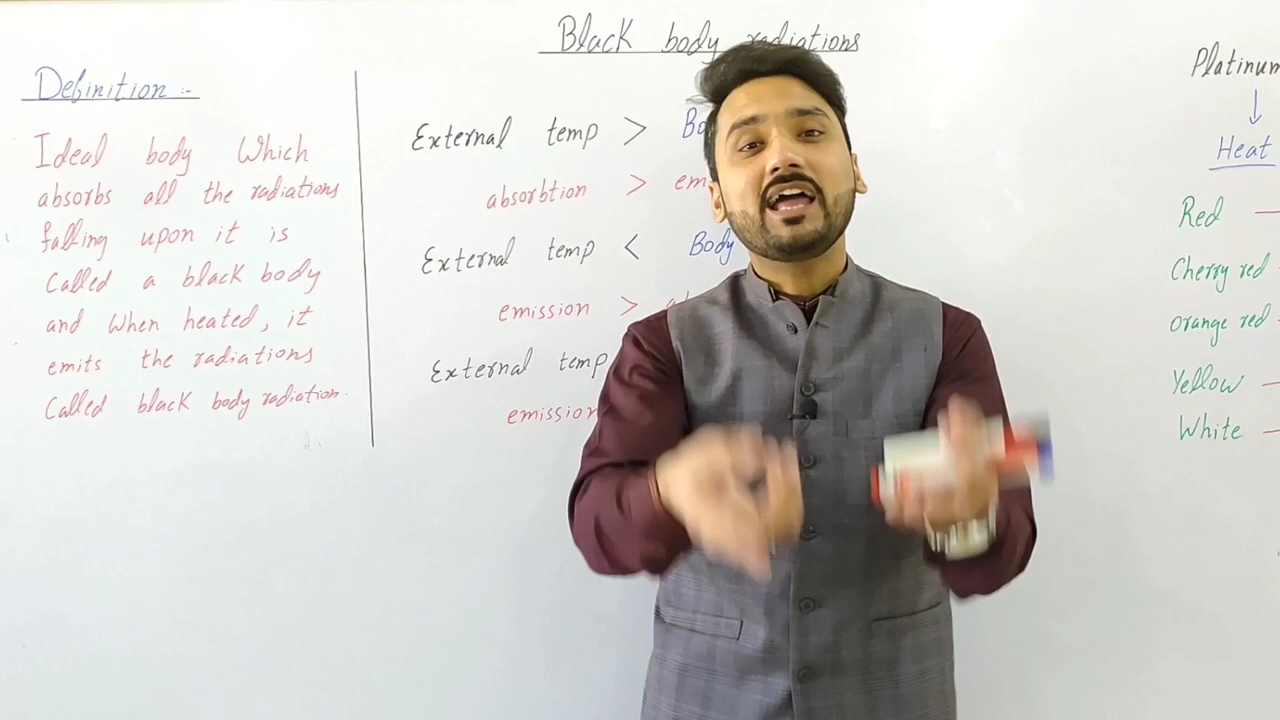 Black body radiations
Definition :-
Ideal body Which
absorbs all the radiations
falling upon it is
Called a black body
and when heated, it
emits the radiations
Called black body radiation.
External temp >
absorbtion >
External temp < Body
emission >
External temp
emission
Platinum
↓
Heat
Red —
Cherry red -
Orange red -
Yellow —
White —